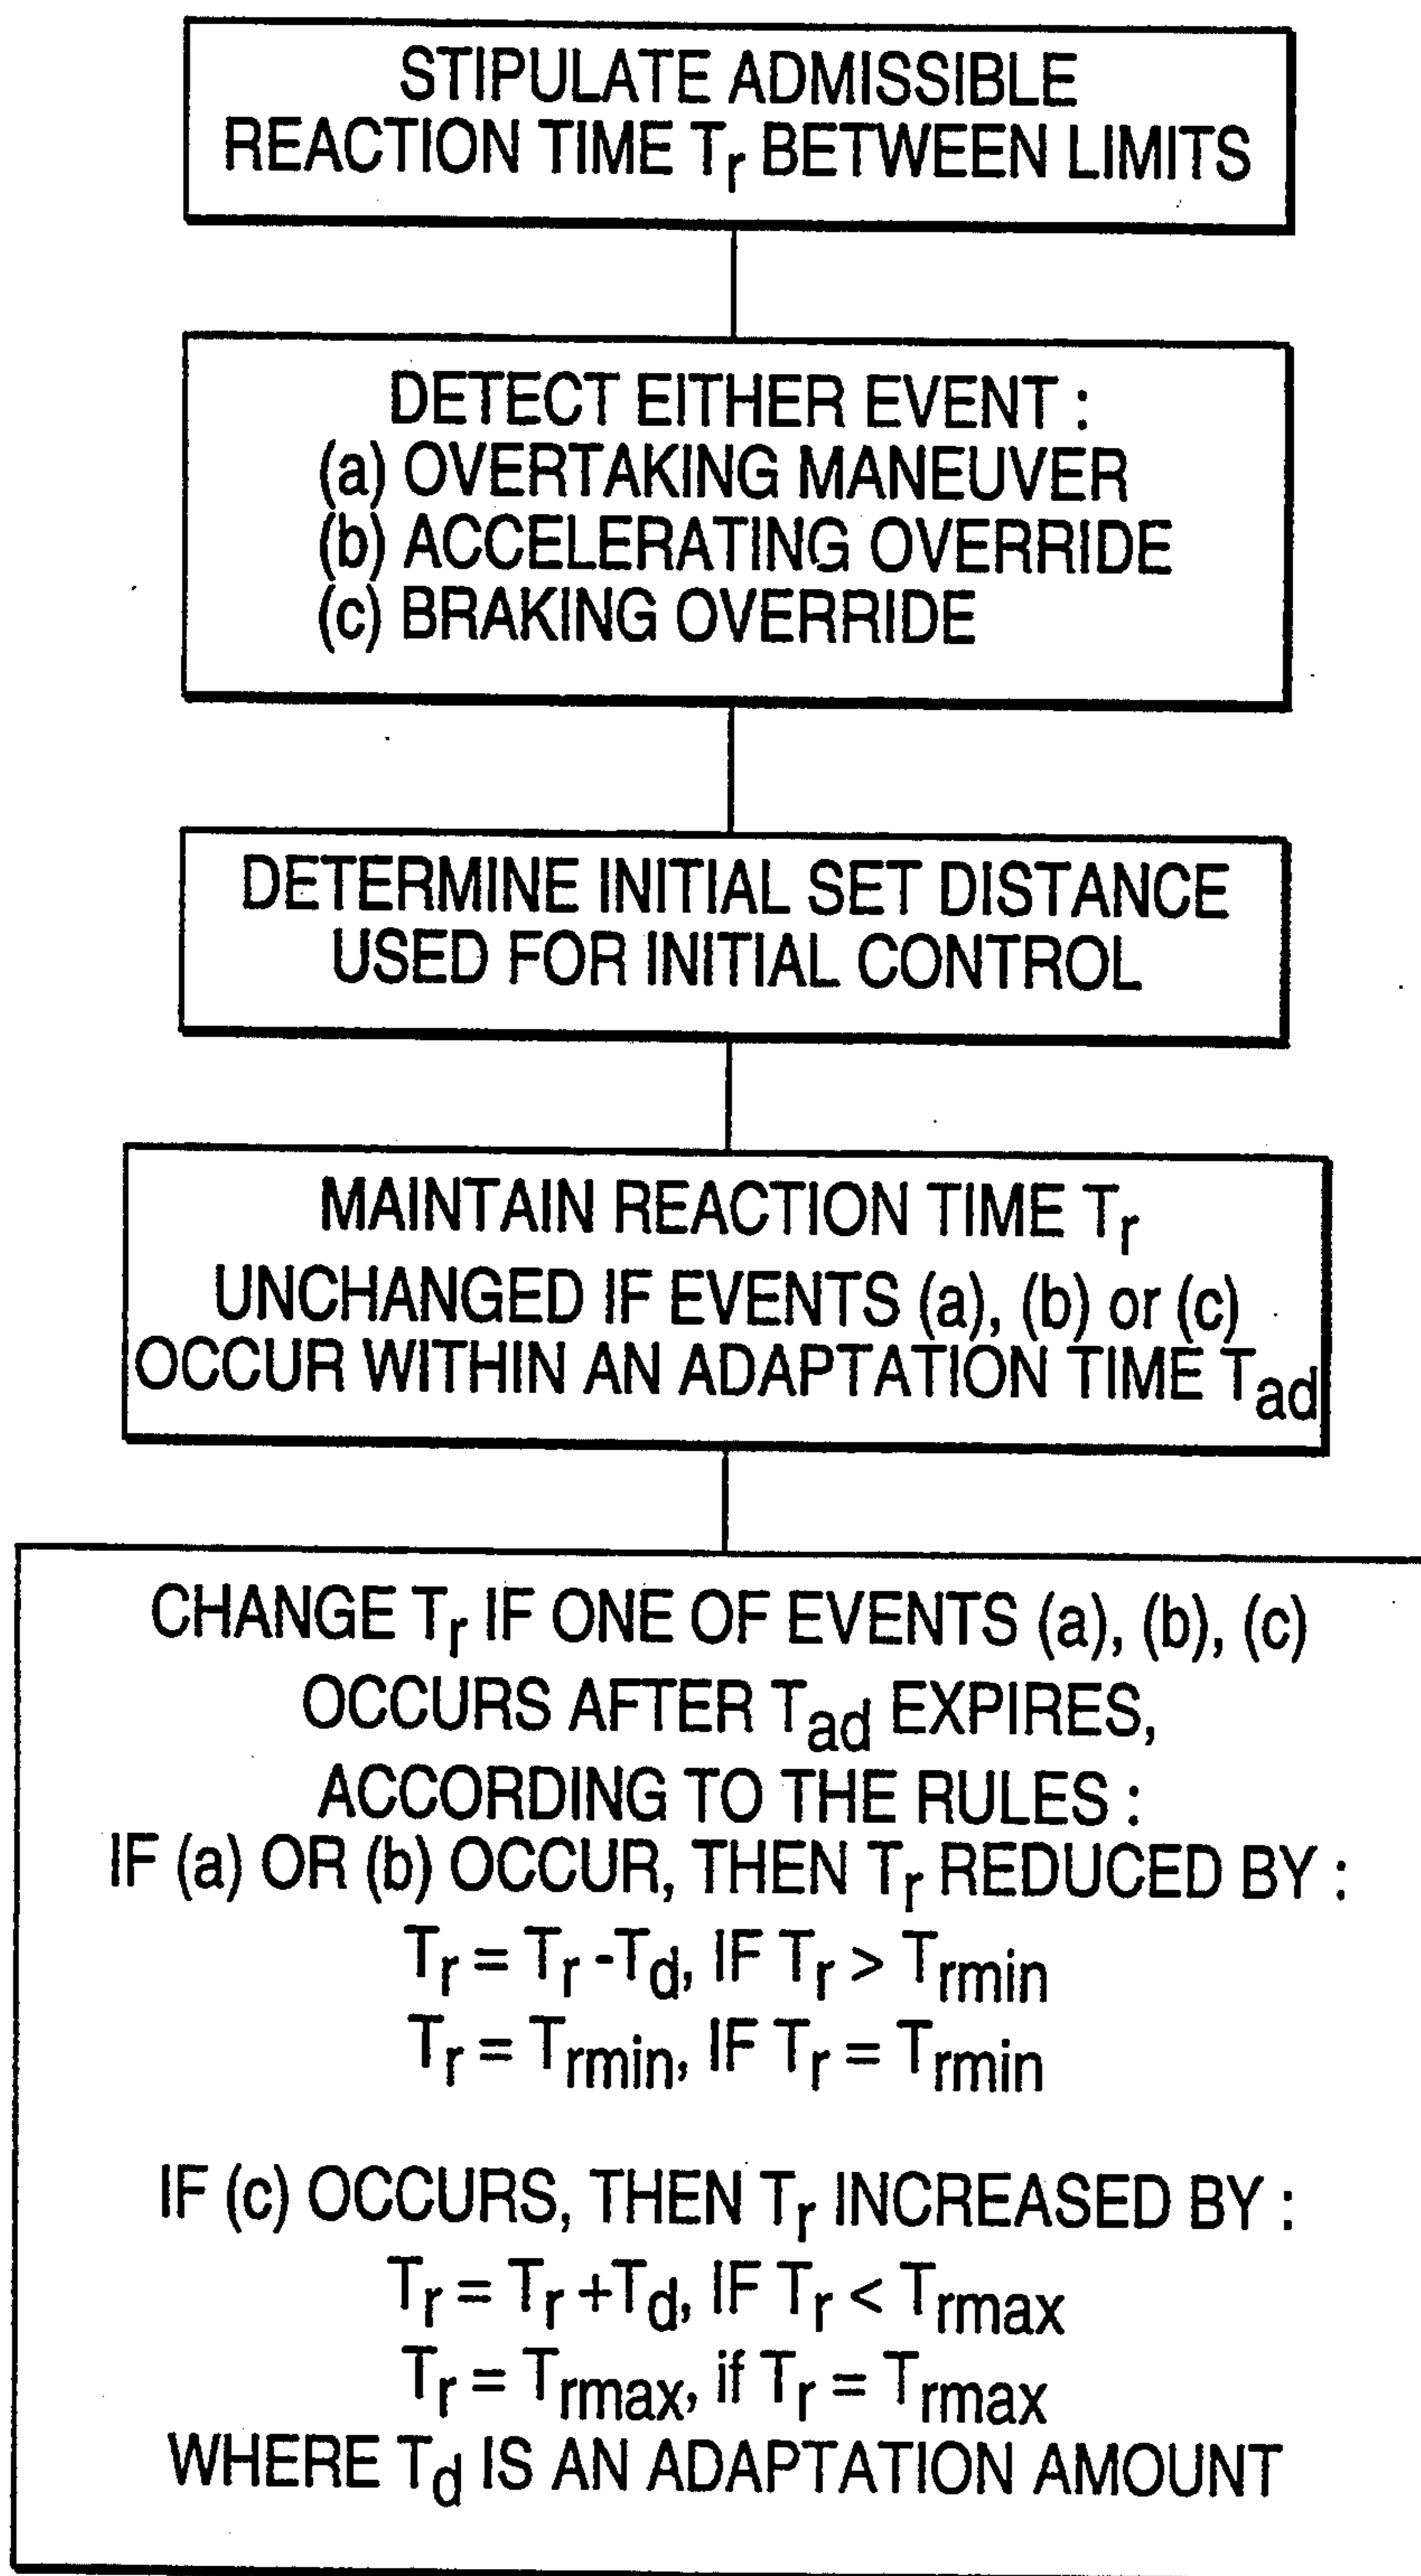 STIPULATE ADMISSIBLE
REACTION TIME Tr BETWEEN LIMITS
DETECT EITHER EVENT :
(a) OVERTAKING MANEUVER
(b) ACCELERATING OVERRIDE
(c) BRAKING OVERRIDE
DETERMINE INITIAL SET DISTANCE
USED FOR INITIAL CONTROL
MAINTAIN REACTION TIME Tr
UNCHANGED IF EVENTS (a), (b) or (c)
OCCUR WITHIN AN ADAPTATION TIME Tad
CHANGE Tr IF ONE OF EVENTS (a), (b), (c)
OCCURS AFTER Tad EXPIRES,
ACCORDING TO THE RULES :
IF (a) OR (b) OCCUR, THEN Tr REDUCED BY :
Tr = Tr -Td, IF Tr > Trmin
Tr = Trmin, IF Tr = Trmin
IF (c) OCCURS, THEN Tr INCREASED BY :
Tr = Tr +Td, IF Tr < Trmax
Tr = Trmax, if Tr = Trmax
WHERE Td IS AN ADAPTATION AMOUNT